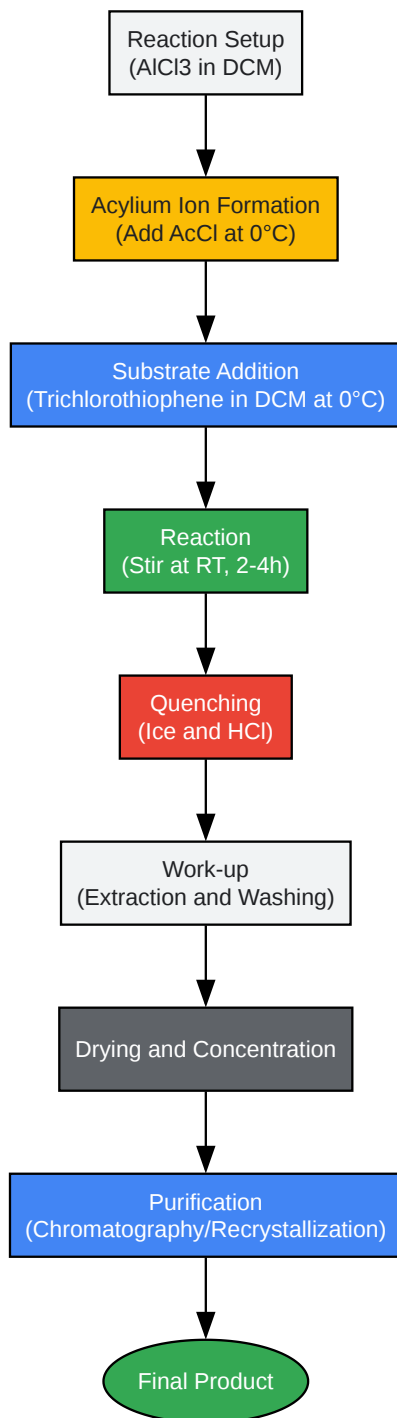 Reaction Setup
(AlCl3 in DCM)
Acylium Ion Formation
(Add AcCl at 0°C)
Substrate Addition
(Trichlorothiophene in DCM at 0°C)
Reaction
(Stir at RT, 2-4h)
Quenching
(Ice and HCl)
Work-up
(Extraction and Washing)
Drying and Concentration
Purification
(Chromatography/Recrystallization)
Final Product